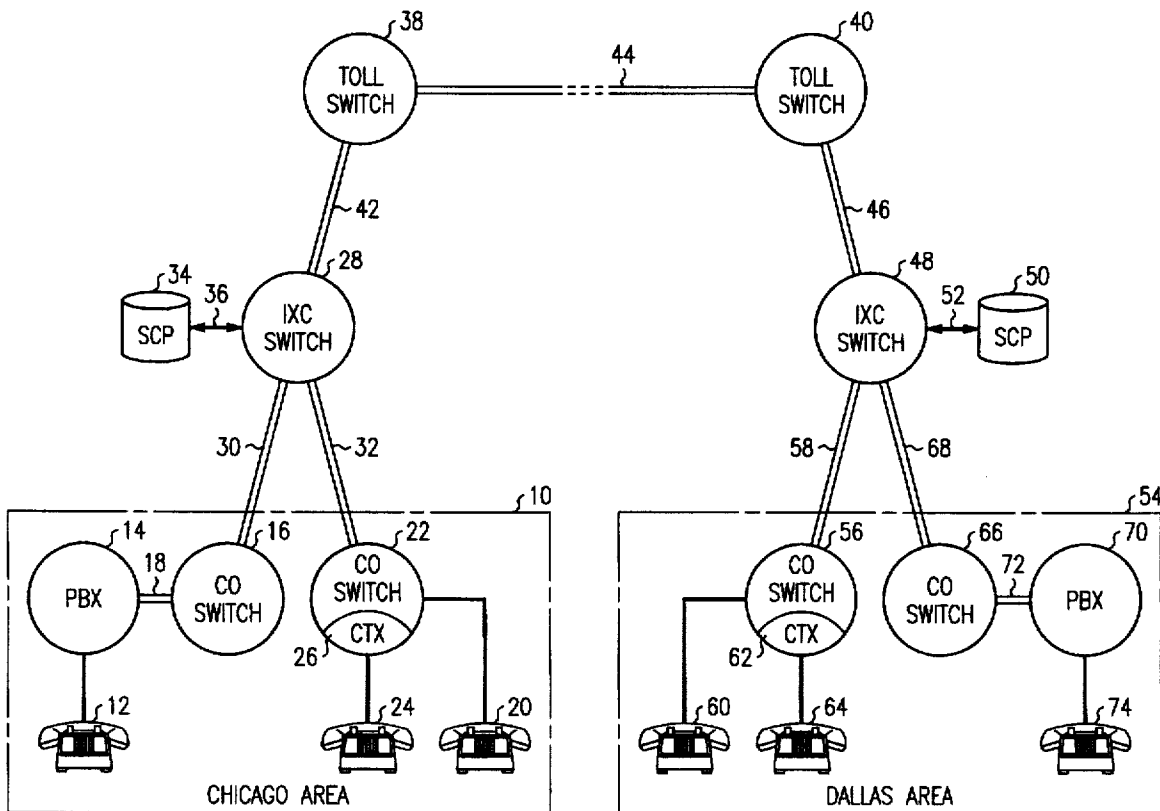 38
40
TOLL
SWITCH
44
TOLL
SWITCH
42
46
34
36
28
48
52
50
SCP
IXC
SWITCH
IXC
SWITCH
SCP
30
32
58
68
10
54
14
18
16
22
56
66
72
70
PBX
CO
SWITCH
CO
SWITCH
CTX
26
CO
SWITCH
CTX
62
CO
SWITCH
PBX
12
24
20
60
64
74
CHICAGO AREA
DALLAS AREA